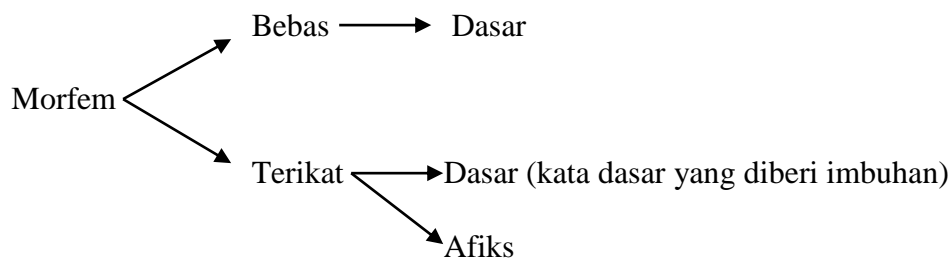 Bebas Dasar
Morfem
Terikat Dasar (kata dasar yang diberi imbuhan)
Afiks